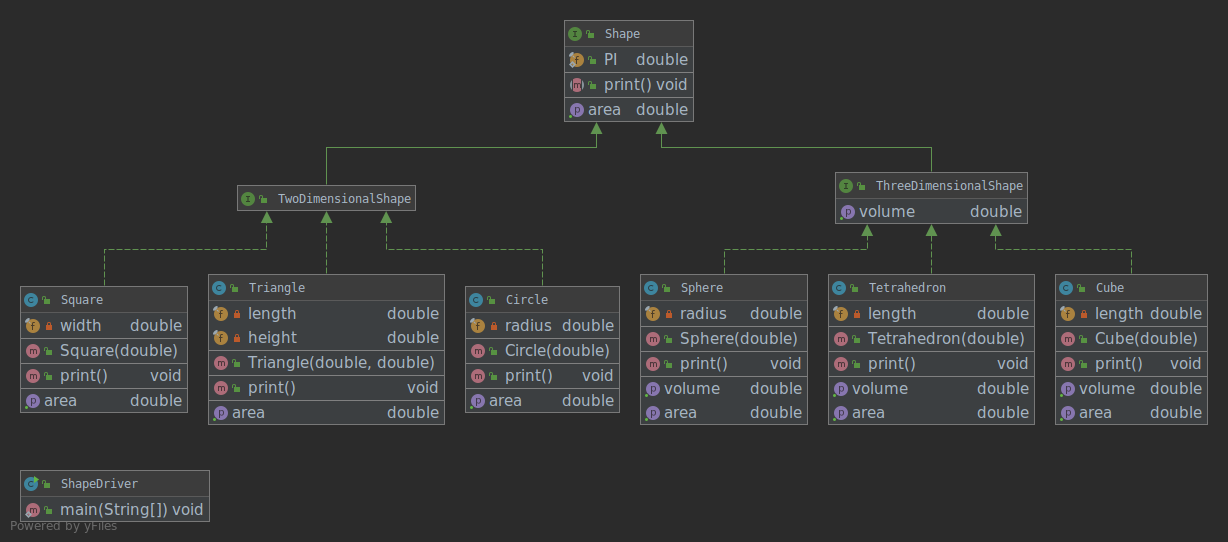 Shape
PI double
print() void
area double
TwoDimensionalShape
ThreeDimensionalShape
volume double
Square
width double
Square(double)
print() void
area double
Triangle
length double
height double
Triangle(double, double)
print() void
area double
Circle
radius double
Circle(double)
print() void
area double
Sphere
radius double
Sphere(double)
print() void
volume double
area double
Tetrahedron
length double
Tetrahedron(double)
print() void
volume double
area double
Cube
length double
Cube(double)
print() void
volume double
area double
ShapeDriver
main(String[]) void
Powered by yFiles